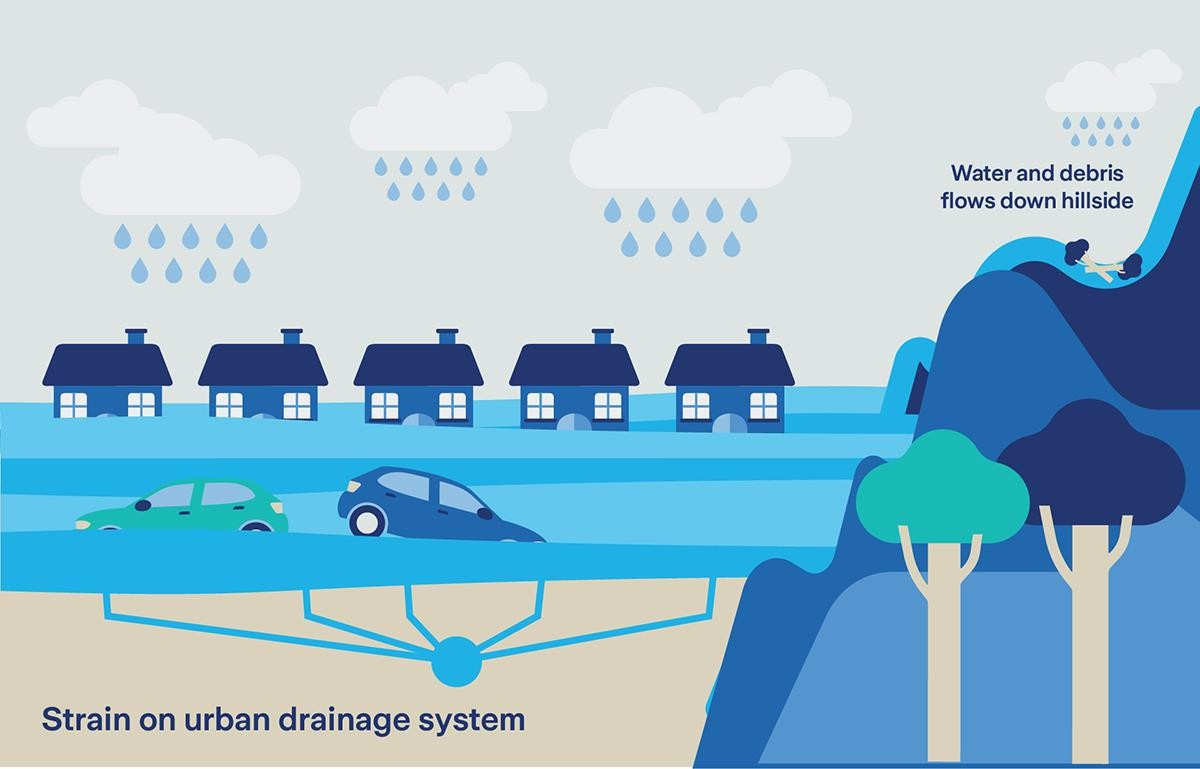 Water and debris
flows down hillside
Strain on urban drainage system